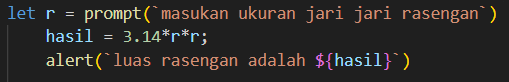 let r = prompt(`masukan ukuran jari jari rasengan`)
hasil = 3.14*r*r;
alert(`luas rasengan adalah ${hasil}`)